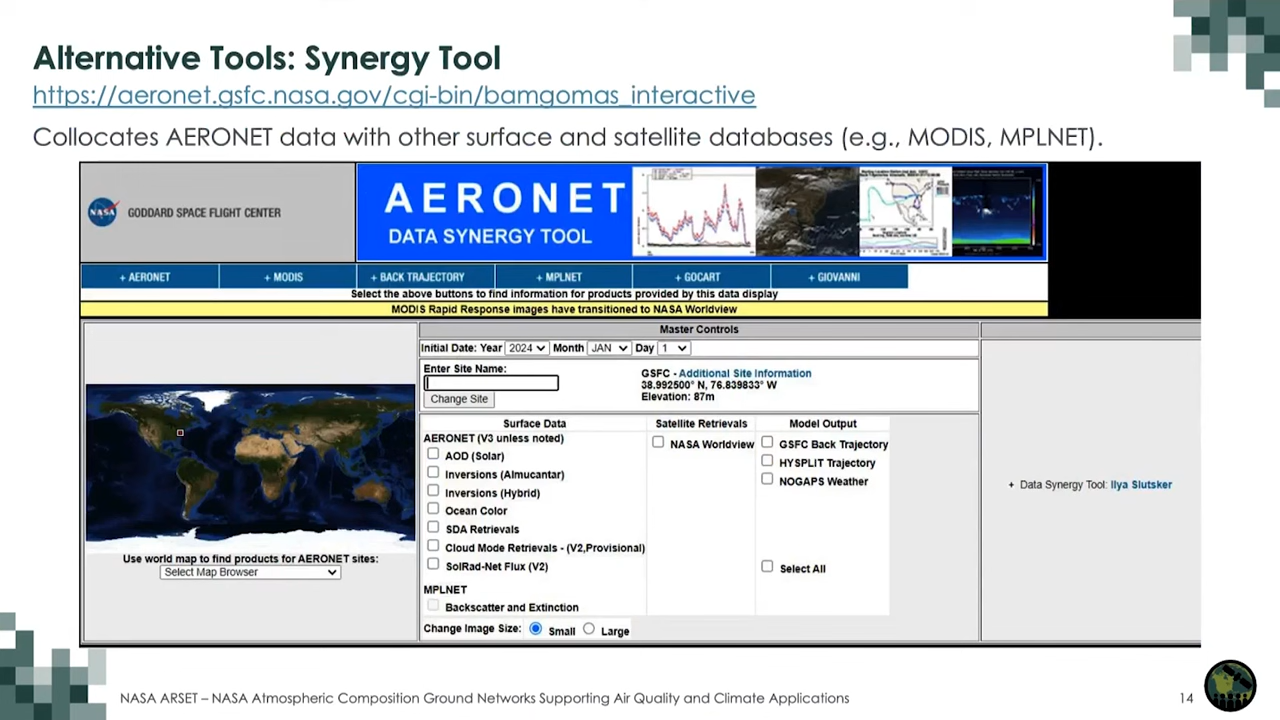 Alternative Tools: Synergy Tool
https://aeronet.gsfc.nasa.gov/cgi-bin/bamgomas_interactive
Collocates AERONET data with other surface and satellite databases (e.g., MODIS, MPLNET).
NASA
GODDARD SPACE FLIGHT CENTER
AERONET
DATA SYNERGY TOOL
+ AERONET
+ MODIS
+ BACK TRAJECTORY
+ MPLNET
+ GOCART
+ GIOVANNI
Select the above buttons to find information for products provided by this data display
MODIS Rapid Response images have transitioned to NASA Worldview
Master Controls
Initial Date: Year 2024 Month JAN Day 1
Enter Site Name:
Change Site
GSFC - Additional Site Information
38.992500° N, 76.839833° W
Elevation: 87m
Surface Data
AERONET (V3 unless noted)
AOD (Solar)
Inversions (Almucantar)
Inversions (Hybrid)
Ocean Color
SDA Retrievals
Cloud Mode Retrievals - (V2,Provisional)
SolRad-Net Flux (V2)
MPLNET
Backscatter and Extinction
Satellite Retrievals
NASA Worldview
Model Output
GSFC Back Trajectory
HYSPLIT Trajectory
NOGAPS Weather
Select All
Change Image Size: Small Large
Use world map to find products for AERONET sites:
Select Map Browser
+ Data Synergy Tool: Ilya Slutsker
NASA ARSET – NASA Atmospheric Composition Ground Networks Supporting Air Quality and Climate Applications
14